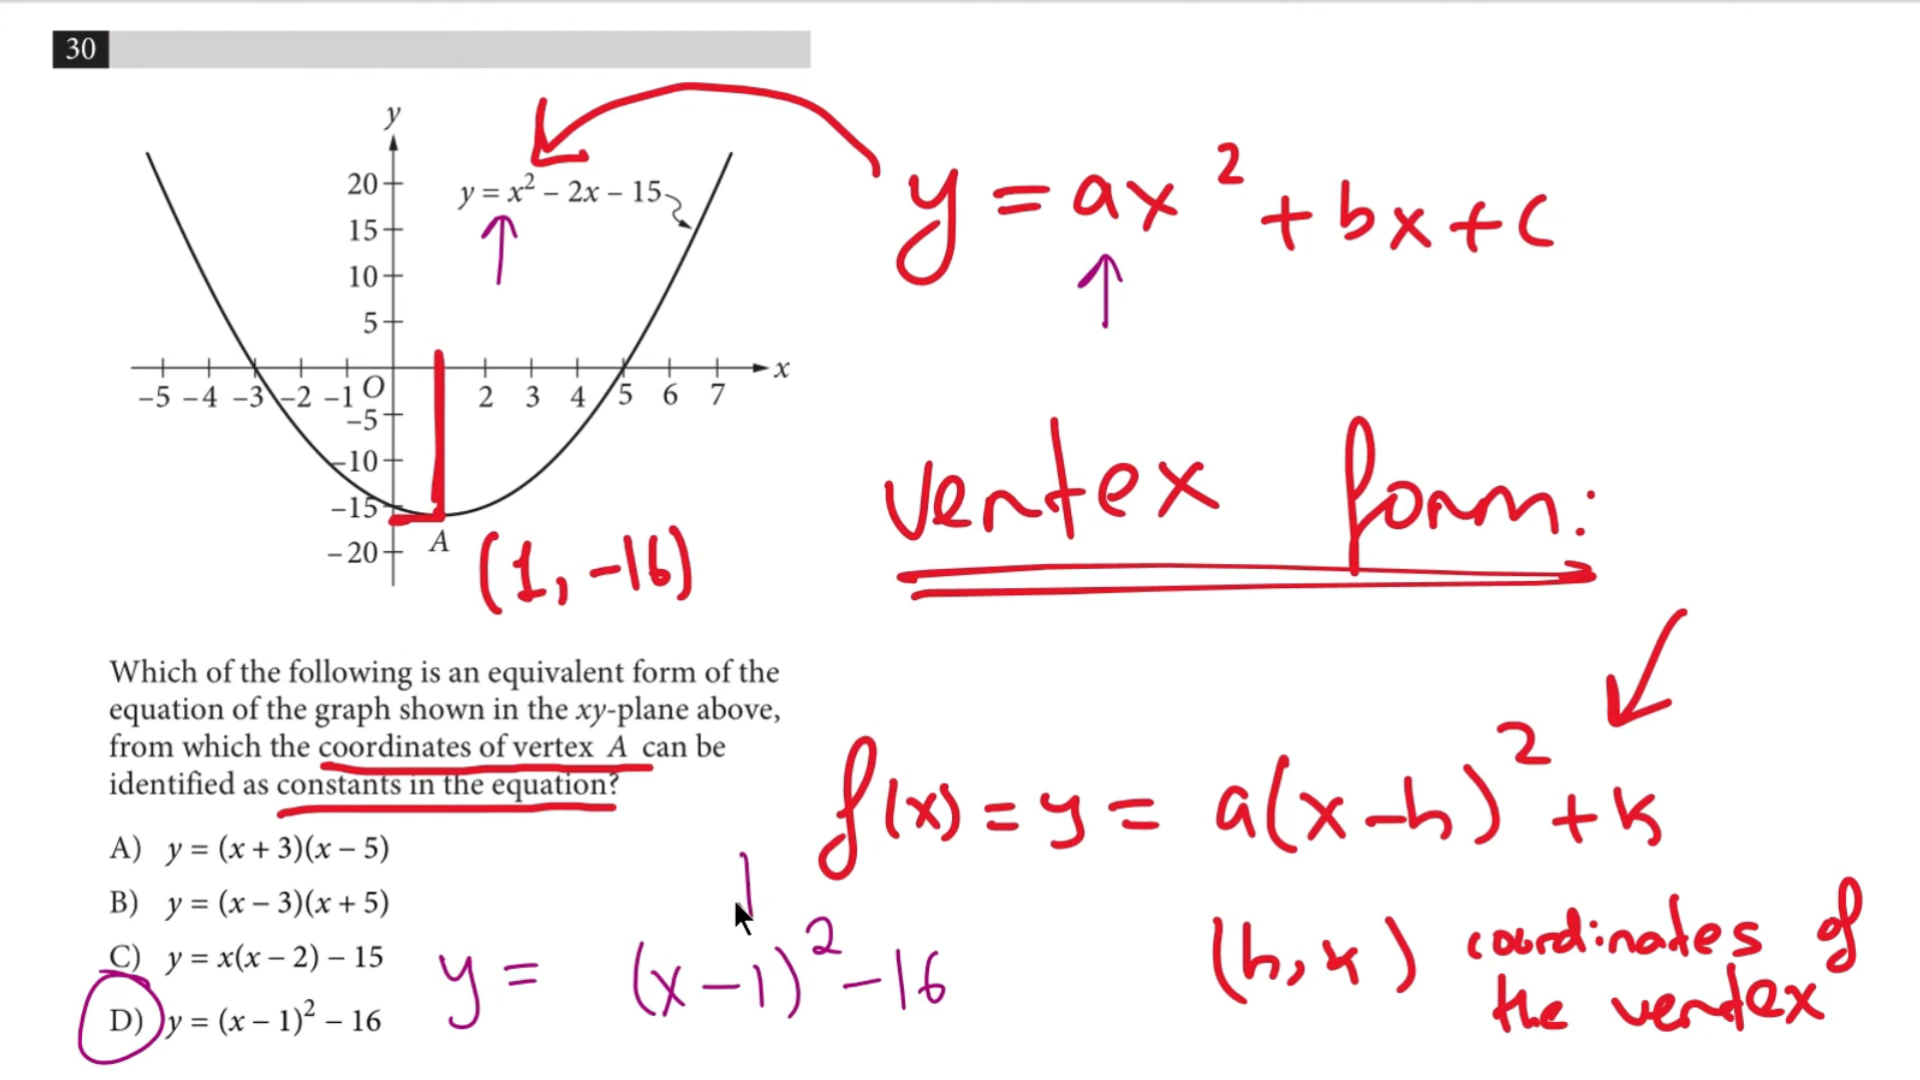 30
y
20
15
10
5
y = x² – 2x – 15
x
–5 –4 –3 –2 –1 O 2 3 4 5 6 7
–5
–10
–15
–20
A
(1, -16)
y = ax² + bx + c
vertex form:
Which of the following is an equivalent form of the
equation of the graph shown in the xy-plane above,
from which the coordinates of vertex A can be
identified as constants in the equation?
A) y = (x + 3)(x – 5)
B) y = (x – 3)(x + 5)
C) y = x(x – 2) – 15
D) y = (x – 1)² – 16
y = (x-1)² -16
f(x) = y = a(x-h)² + k
(h, k) coordinates of
the vertex